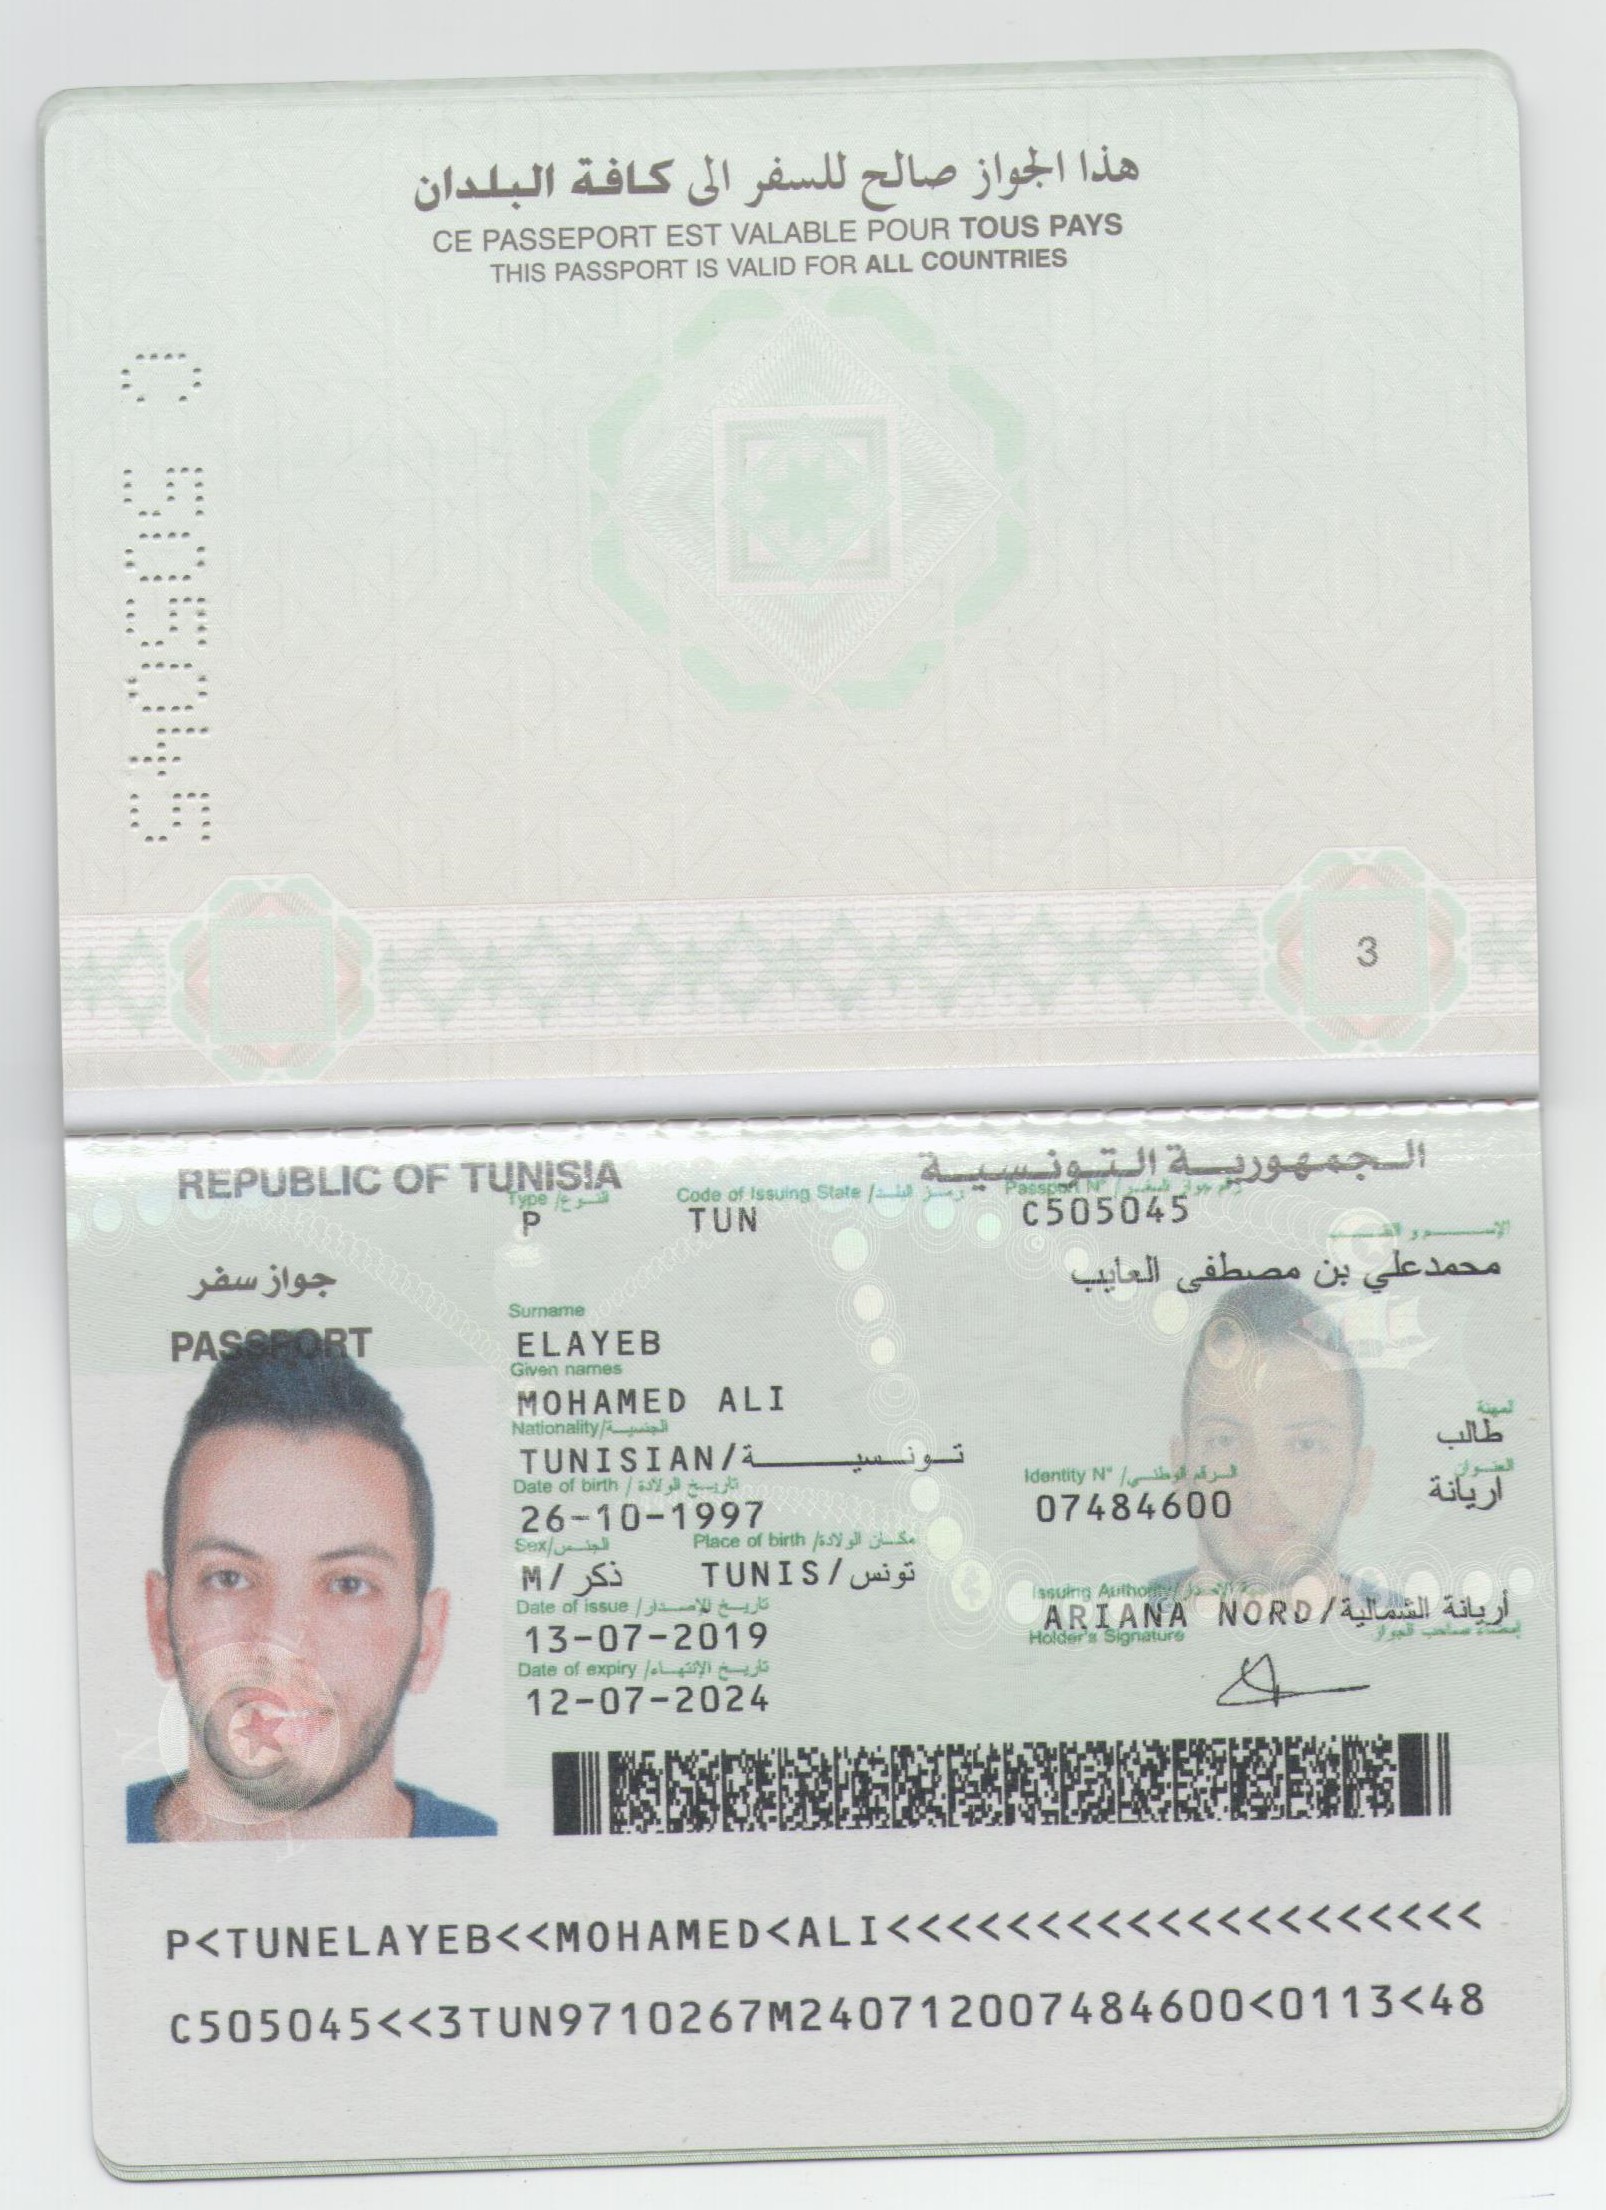 هذا الجواز صالح للسفر الى كافة البلدان
CE PASSEPORT EST VALABLE POUR TOUS PAYS
THIS PASSPORT IS VALID FOR ALL COUNTRIES
C 505045
3
REPUBLIC OF TUNISIA الجمهورية التونسية
Type /النوع Code of Issuing State /رمز البلد Passport N° /رقم جواز السفر
P TUN C505045
الإسم و اللقب
جواز سفر محمدعلي بن مصطفى العايب
PASSPORT
Surname
ELAYEB
Given names
MOHAMED ALI
Nationality/الجنسية المهنة
TUNISIAN/تونسية طالب
Date of birth / تاريخ الولادة Identity N° /الرقم الوطني العنوان
26-10-1997 07484600 اريانة
Sex/الجنس Place of birth /مكان الولادة
M/ذكر TUNIS/تونس
Date of issue /تاريخ الإصدار Issuing Authority/
13-07-2019 ARIANA NORD/أريانة الشمالية
Holder's Signature إمضاء صاحب الجواز
Date of expiry /تاريخ الإنتهاء
12-07-2024
P<TUNELAYEB<<MOHAMED<ALI<<<<<<<<<<<<<<<<<<<<
C505045<<3TUN9710267M240712007484600<0113<48